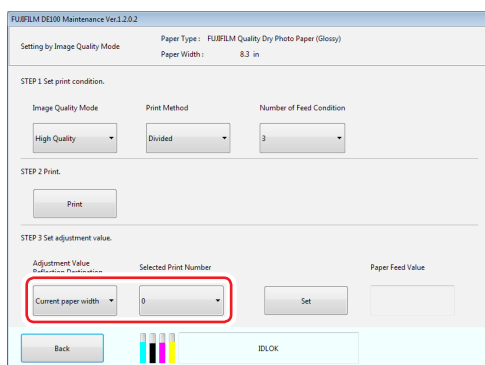 FUJIFILM DE100 Maintenance Ver.1.2.0.2
Setting by Image Quality Mode
Paper Type : FUJIFILM Quality Dry Photo Paper (Glossy)
Paper Width : 8.3 in
STEP 1 Set print condition.
Image Quality Mode Print Method Number of Feed Condition
High Quality Divided 3
STEP 2 Print.
Print
STEP 3 Set adjustment value.
Adjustment Value
Reflection Destination Selected Print Number Paper Feed Value
Current paper width 0 Set
Back IDLOK